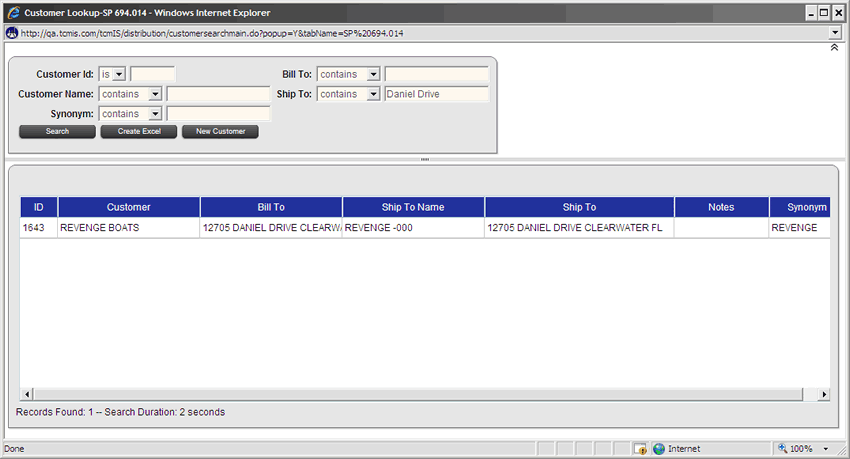 Customer Lookup-SP 694.014 - Windows Internet Explorer
http://qa.tcmis.com/tcmIS/distribution/customersearchmain.do?popup=Y&tabName=SP%20694.014
Customer Id: is Bill To: contains
Customer Name: contains Ship To: contains Daniel Drive
Synonym: contains
Search Create Excel New Customer
ID Customer Bill To Ship To Name Ship To Notes Synonym
1643 REVENGE BOATS 12705 DANIEL DRIVE CLEARWA REVENGE -000 12705 DANIEL DRIVE CLEARWATER FL REVENGE
Records Found: 1 -- Search Duration: 2 seconds
Done Internet 100%